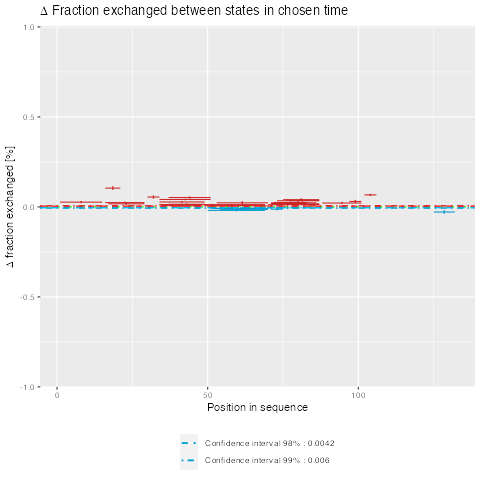 Δ Fraction exchanged between states in chosen time
Δ fraction exchanged [%]
1.0
0.5
0.0
-0.5
-1.0
0
50
100
Position in sequence
Confidence interval 98% : 0.0042
Confidence interval 99% : 0.006